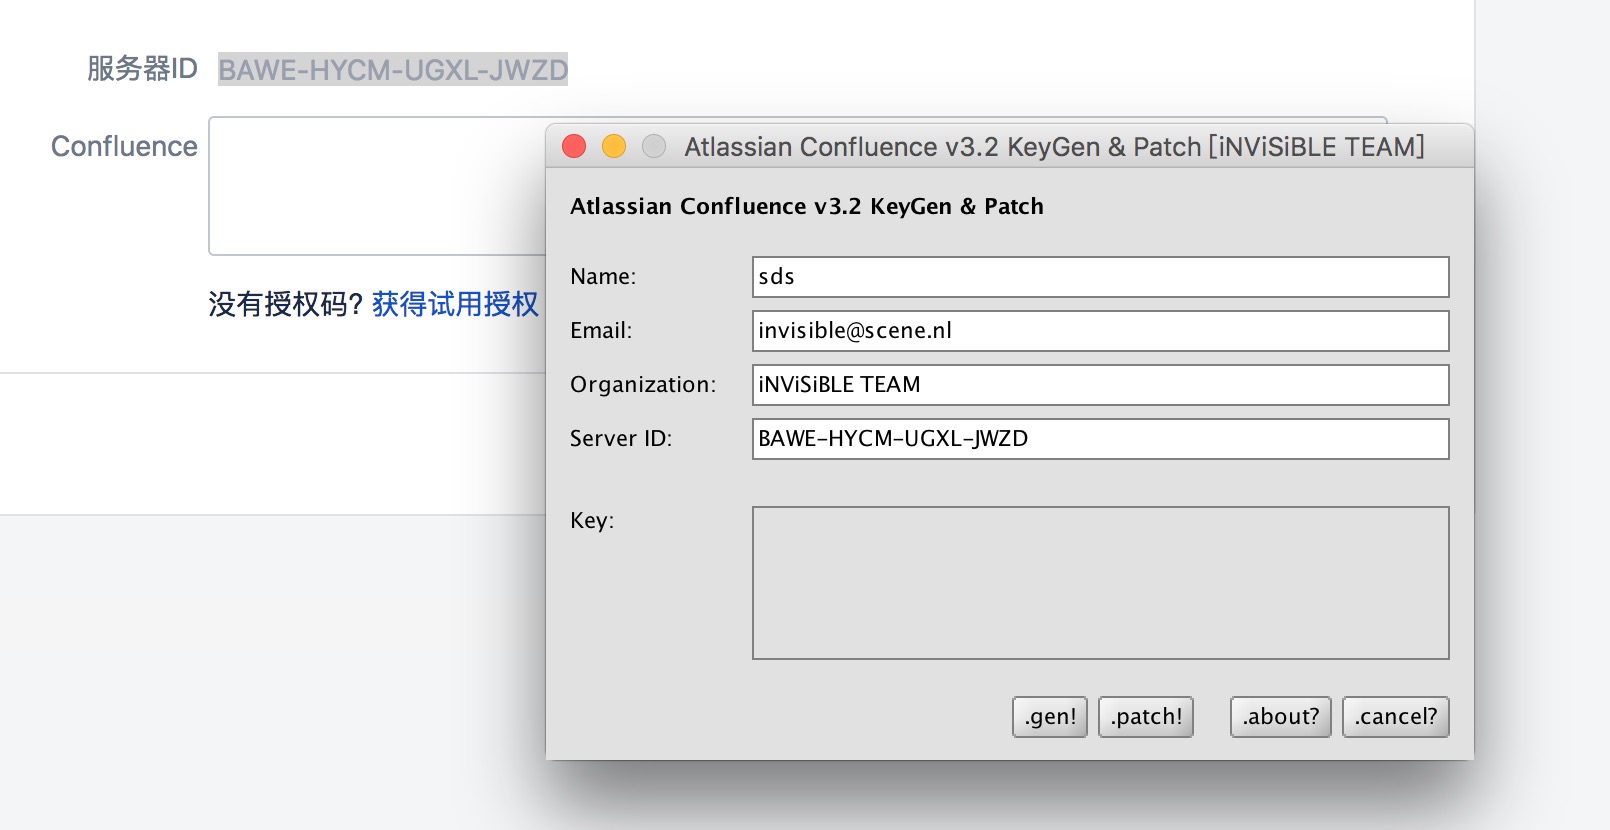 服务器ID BAWE-HYCM-UGXL-JWZD
Confluence
没有授权码? 获得试用授权
Atlassian Confluence v3.2 KeyGen & Patch [iNViSiBLE TEAM]
Atlassian Confluence v3.2 KeyGen & Patch
Name: sds
Email: invisible@scene.nl
Organization: iNViSiBLE TEAM
Server ID: BAWE-HYCM-UGXL-JWZD
Key:
.gen! .patch! .about? .cancel?